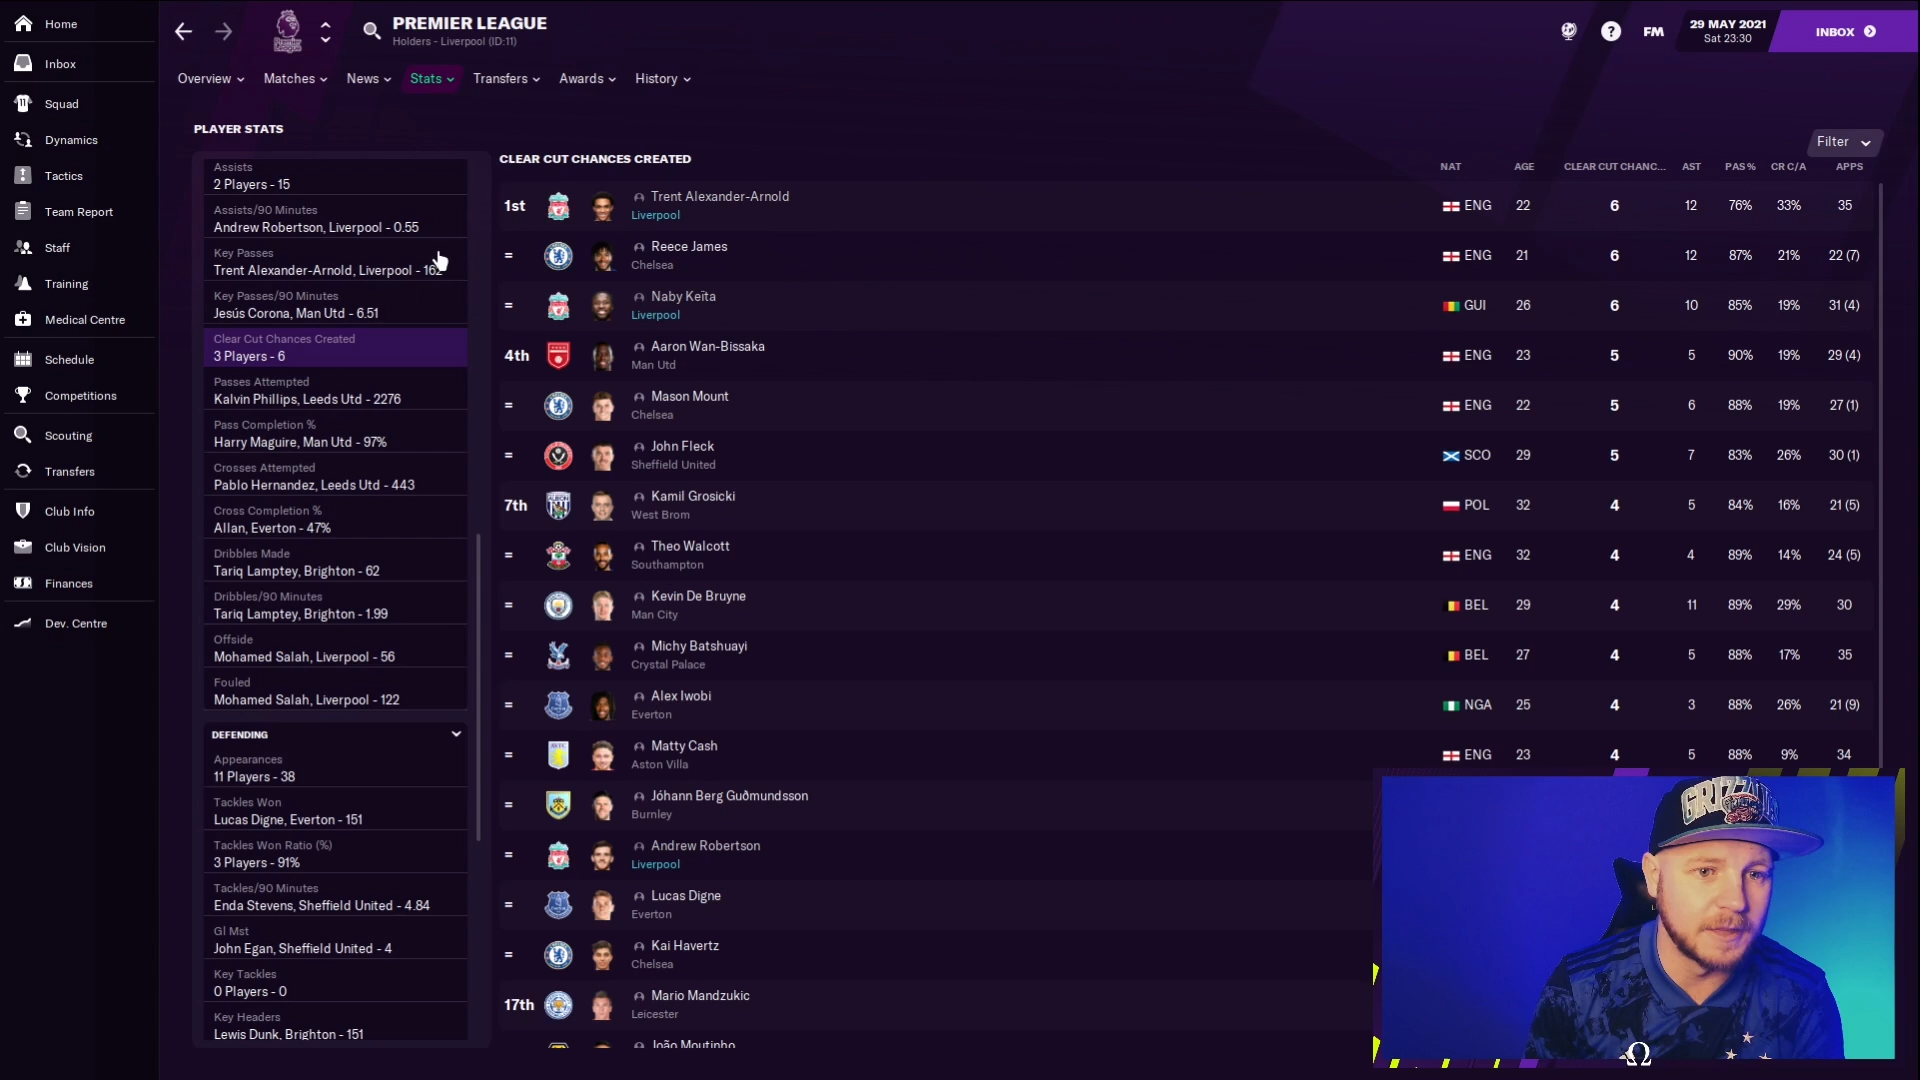 Home
Inbox
Squad
Dynamics
Tactics
Team Report
Staff
Training
Medical Centre
Schedule
Competitions
Scouting
Transfers
Club Info
Club Vision
Finances
Dev. Centre
PREMIER LEAGUE
Holders - Liverpool (ID:11)
FM
29 MAY 2021
Sat 23:30
INBOX
Overview
Matches
News
Stats
Transfers
Awards
History
PLAYER STATS
Assists
2 Players - 15
Assists/90 Minutes
Andrew Robertson, Liverpool - 0.55
Key Passes
Trent Alexander-Arnold, Liverpool - 162
Key Passes/90 Minutes
Jesús Corona, Man Utd - 6.51
Clear Cut Chances Created
3 Players - 6
Passes Attempted
Kalvin Phillips, Leeds Utd - 2276
Pass Completion %
Harry Maguire, Man Utd - 97%
Crosses Attempted
Pablo Hernandez, Leeds Utd - 443
Cross Completion %
Allan, Everton - 47%
Dribbles Made
Tariq Lamptey, Brighton - 62
Dribbles/90 Minutes
Tariq Lamptey, Brighton - 1.99
Offside
Mohamed Salah, Liverpool - 56
Fouled
Mohamed Salah, Liverpool - 122
DEFENDING
Appearances
11 Players - 38
Tackles Won
Lucas Digne, Everton - 151
Tackles Won Ratio (%)
3 Players - 91%
Tackles/90 Minutes
Enda Stevens, Sheffield United - 4.84
Gl Mst
John Egan, Sheffield United - 4
Key Tackles
0 Players - 0
Key Headers
Lewis Dunk, Brighton - 151
Filter
CLEAR CUT CHANCES CREATED
NAT AGE CLEAR CUT CHANC... AST PAS % CR C/A APPS
1st Trent Alexander-Arnold ENG 22 6 12 76% 33% 35
Liverpool
= Reece James ENG 21 6 12 87% 21% 22 (7)
Chelsea
= Naby Keïta GUI 26 6 10 85% 19% 31 (4)
Liverpool
4th Aaron Wan-Bissaka ENG 23 5 5 90% 19% 29 (4)
Man Utd
= Mason Mount ENG 22 5 6 88% 19% 27 (1)
Chelsea
= John Fleck SCO 29 5 7 83% 26% 30 (1)
Sheffield United
7th Kamil Grosicki POL 32 4 5 84% 16% 21 (5)
West Brom
= Theo Walcott ENG 32 4 4 89% 14% 24 (5)
Southampton
= Kevin De Bruyne BEL 29 4 11 89% 29% 30
Man City
= Michy Batshuayi BEL 27 4 5 88% 17% 35
Crystal Palace
= Alex Iwobi NGA 25 4 3 88% 26% 21 (9)
Everton
= Matty Cash ENG 23 4 5 88% 9% 34
Aston Villa
= Jóhann Berg Guðmundsson
Burnley
= Andrew Robertson
Liverpool
= Lucas Digne
Everton
= Kai Havertz
Chelsea
17th Mario Mandzukic
Leicester
João Moutinho
GRIZZ
Ω